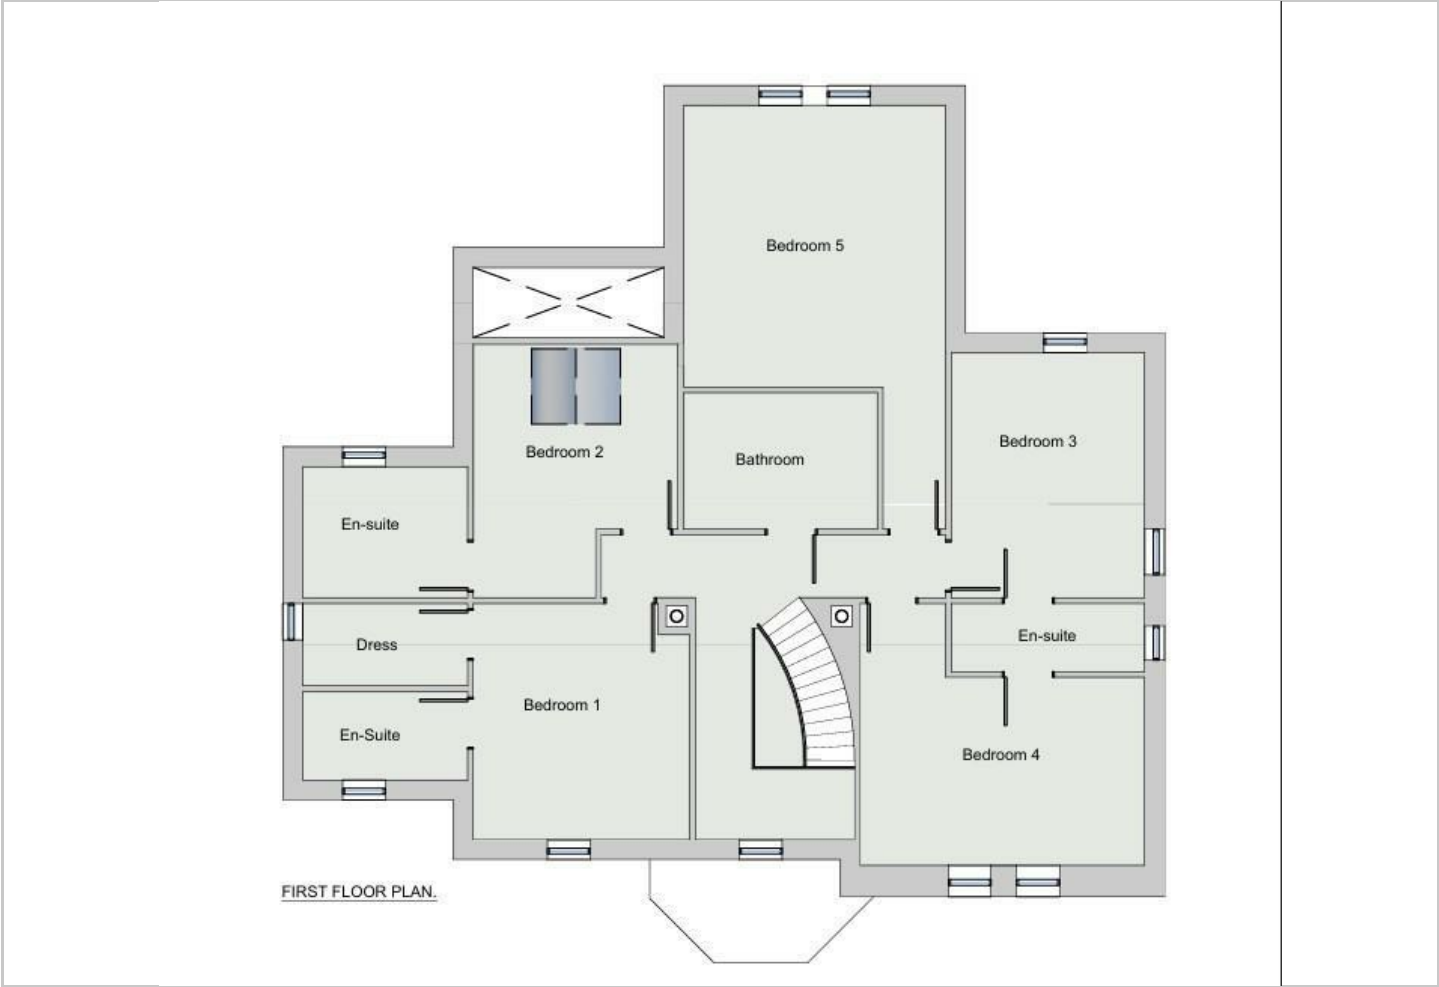 Bedroom 5
Bedroom 3
Bedroom 2
Bathroom
En-suite
En-suite
Dress
Bedroom 1
En-Suite
Bedroom 4
FIRST FLOOR PLAN.